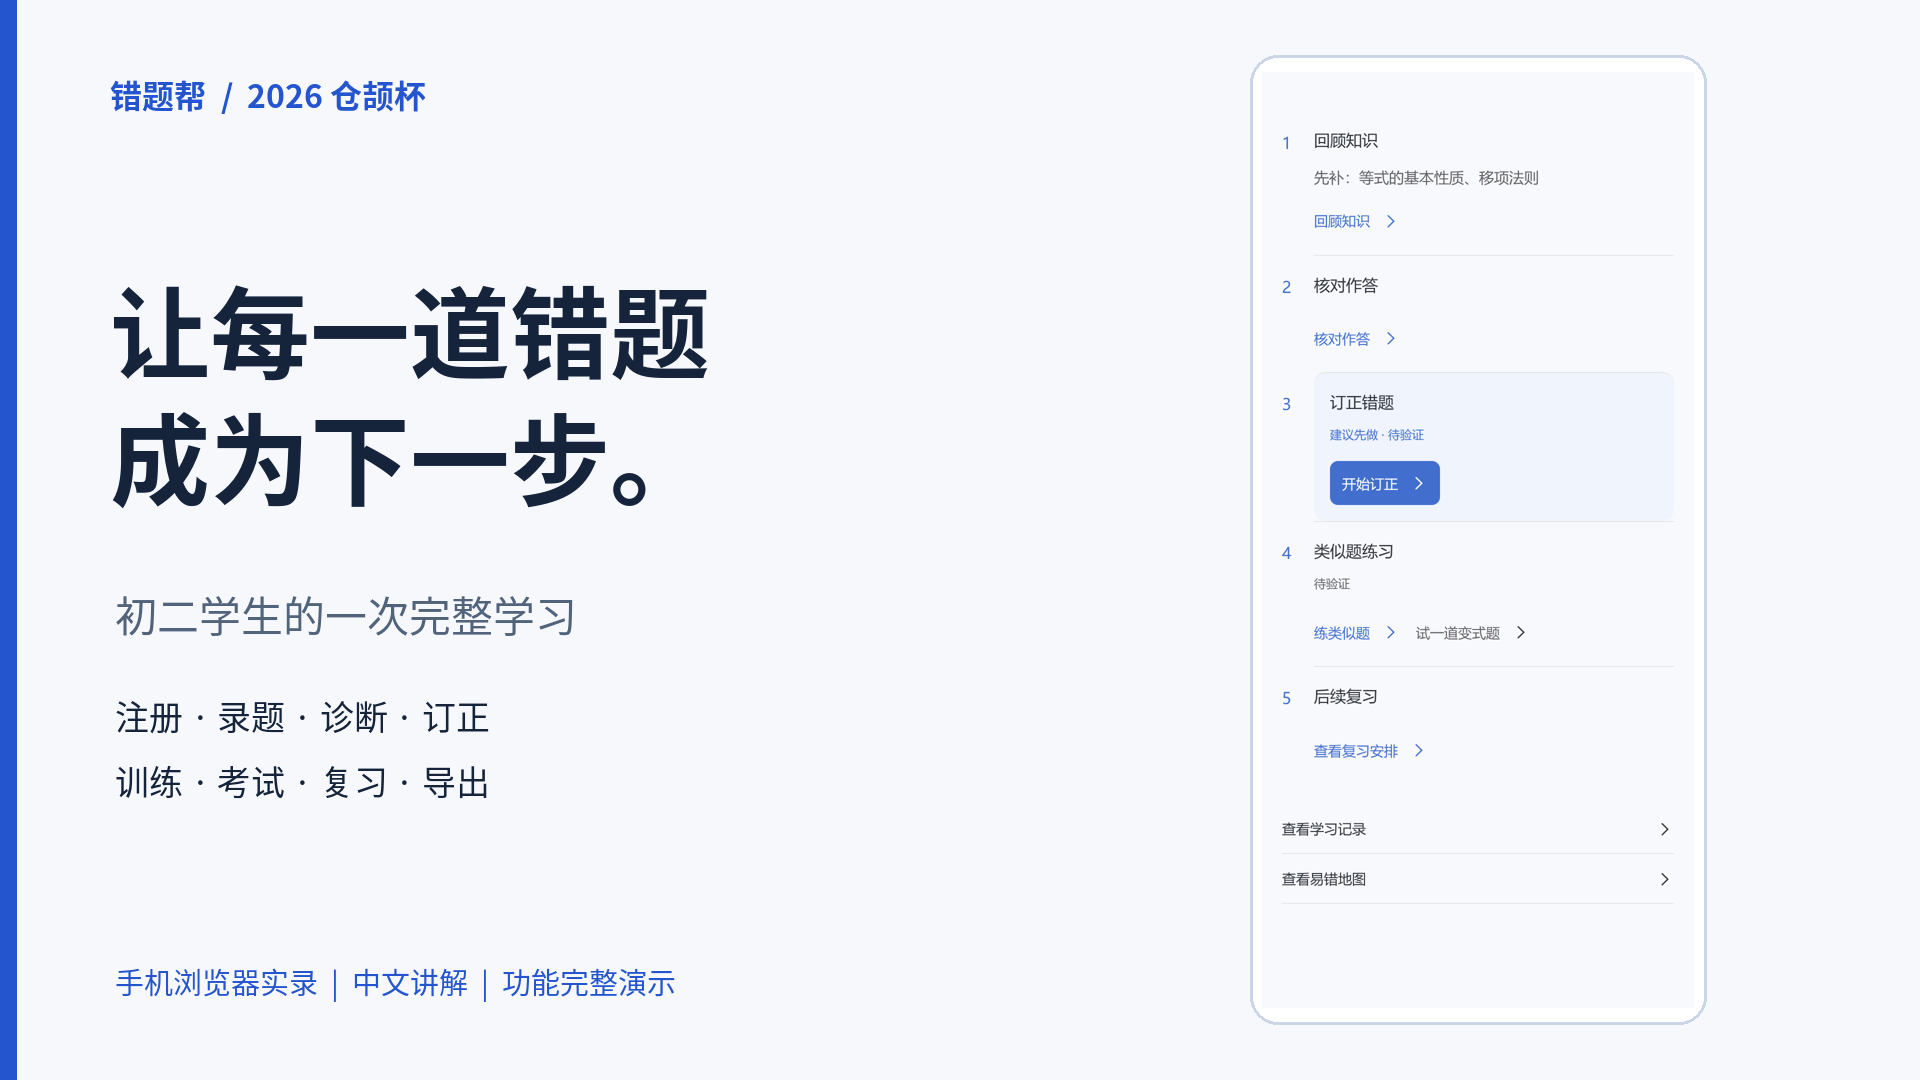 错题帮 / 2026 仓颉杯
让每一道错题
成为下一步。
初二学生的一次完整学习
注册 · 录题 · 诊断 · 订正
训练 · 考试 · 复习 · 导出
手机浏览器实录 | 中文讲解 | 功能完整演示
1 回顾知识
先补：等式的基本性质、移项法则
回顾知识
2 核对作答
核对作答
3 订正错题
建议先做 · 待验证
开始订正
4 类似题练习
待验证
练类似题 试一道变式题
5 后续复习
查看复习安排
查看学习记录
查看易错地图